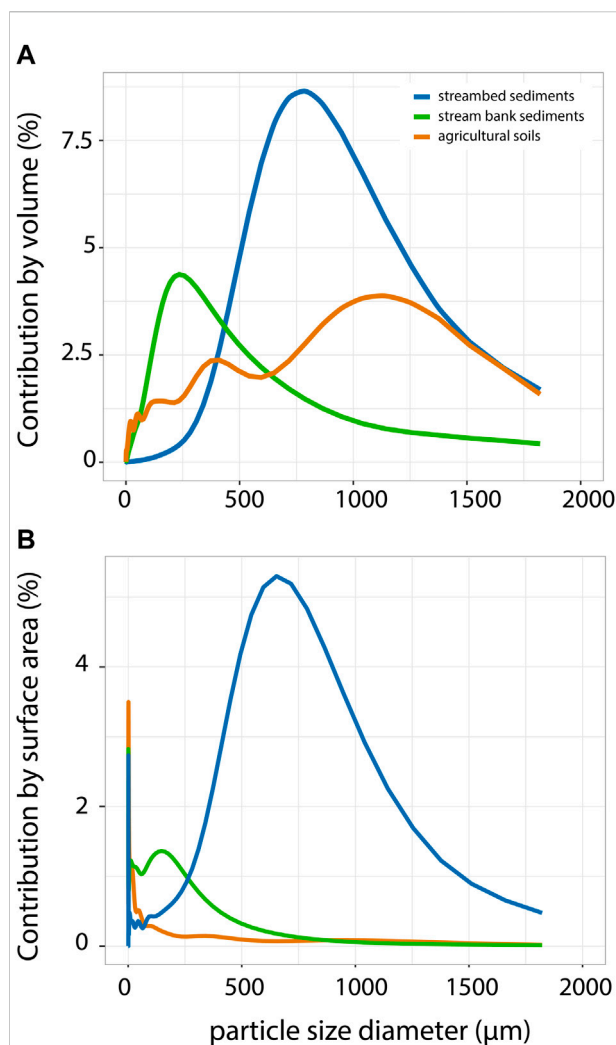 A
Contribution by volume (%)
7.5
5
2.5
0
streambed sediments
stream bank sediments
agricultural soils
0 500 1000 1500 2000
B
Contribution by surface area (%)
4
2
0
0 500 1000 1500 2000
particle size diameter (µm)